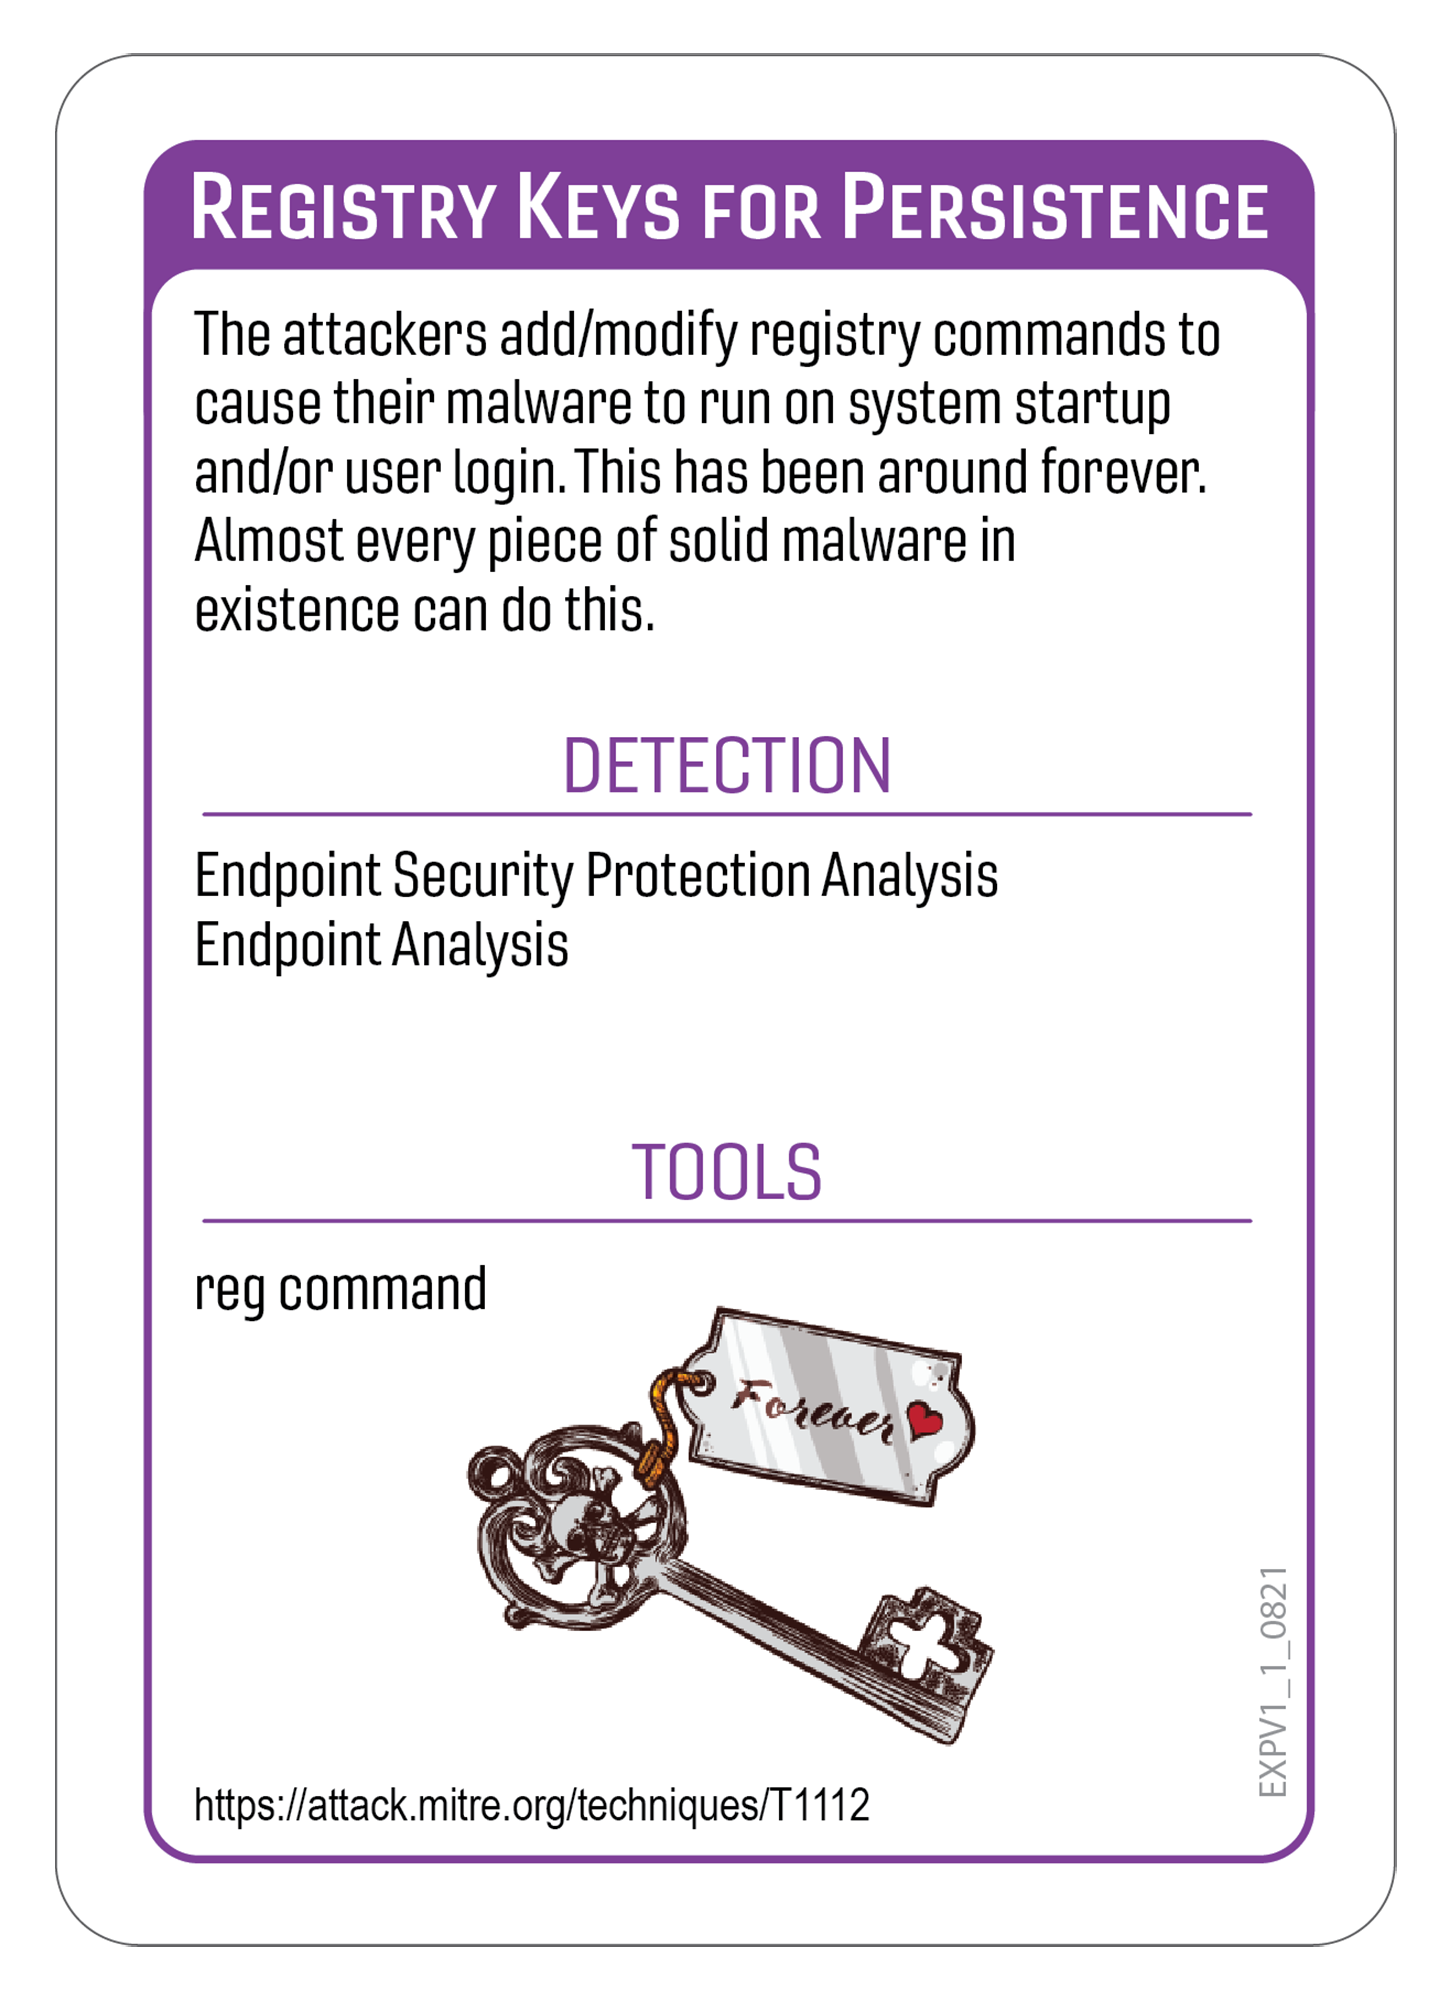 Registry Keys for Persistence
The attackers add/modify registry commands to
cause their malware to run on system startup
and/or user login. This has been around forever.
Almost every piece of solid malware in
existence can do this.
DETECTION
Endpoint Security Protection Analysis
Endpoint Analysis
TOOLS
reg command
Forever
EXPV1_1_0821
https://attack.mitre.org/techniques/T1112